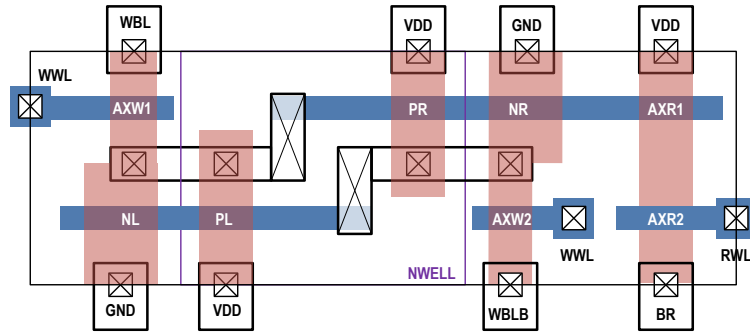 WBL
VDD
GND
VDD
WWL
AXW1
PR
NR
AXR1
NL
PL
AXW2
AXR2
WWL
RWL
NWELL
GND
VDD
WBLB
BR